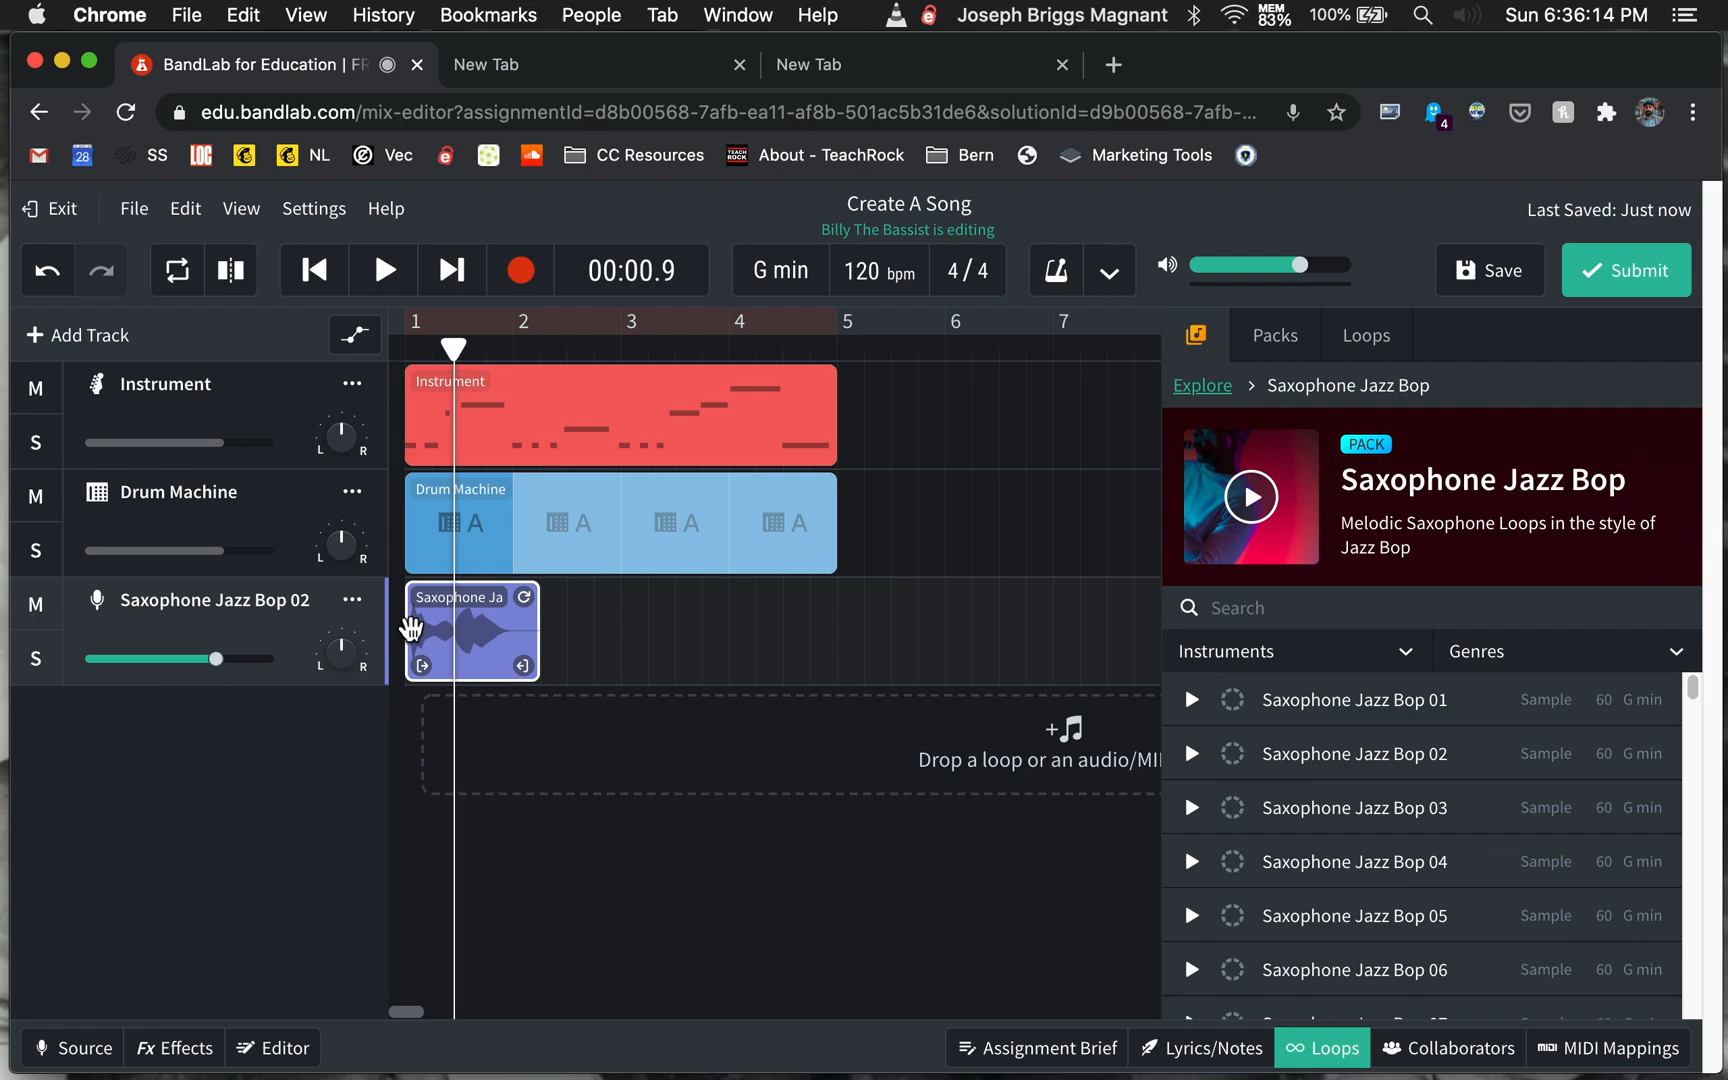 Chrome File Edit View History Bookmarks People Tab Window Help MEM 83% 100% Sun 6:36:14 PM
BandLab for Education | FR New Tab New Tab
edu.bandlab.com/mix-editor?assignmentId=d8b00568-7afb-ea11-af8b-501ac5b31de6&solutionId=d9b00568-7afb-... 4
28 SS LOC NL Vec CC Resources TEACH ROCK About - TeachRock Bern Marketing Tools
Exit File Edit View Settings Help
Create A Song
Billy The Bassist is editing
Last Saved: Just now
00:00.9 G min 120 bpm 4/4 Save Submit
+ Add Track 1 2 3 4 5 6 7
Packs Loops
M Instrument
S L R
Instrument
M Drum Machine
S L R
Drum Machine
A A A A
M Saxophone Jazz Bop 02
S L R
Saxophone Ja
+
Drop a loop or an audio/MI
Explore > Saxophone Jazz Bop
PACK
Saxophone Jazz Bop
Melodic Saxophone Loops in the style of
Jazz Bop
Search
Instruments Genres
Saxophone Jazz Bop 01 Sample 60 G min
Saxophone Jazz Bop 02 Sample 60 G min
Saxophone Jazz Bop 03 Sample 60 G min
Saxophone Jazz Bop 04 Sample 60 G min
Saxophone Jazz Bop 05 Sample 60 G min
Saxophone Jazz Bop 06 Sample 60 G min
Source Fx Effects Editor Assignment Brief Lyrics/Notes Loops Collaborators MIDI MIDI Mappings
Joseph Briggs Magnant